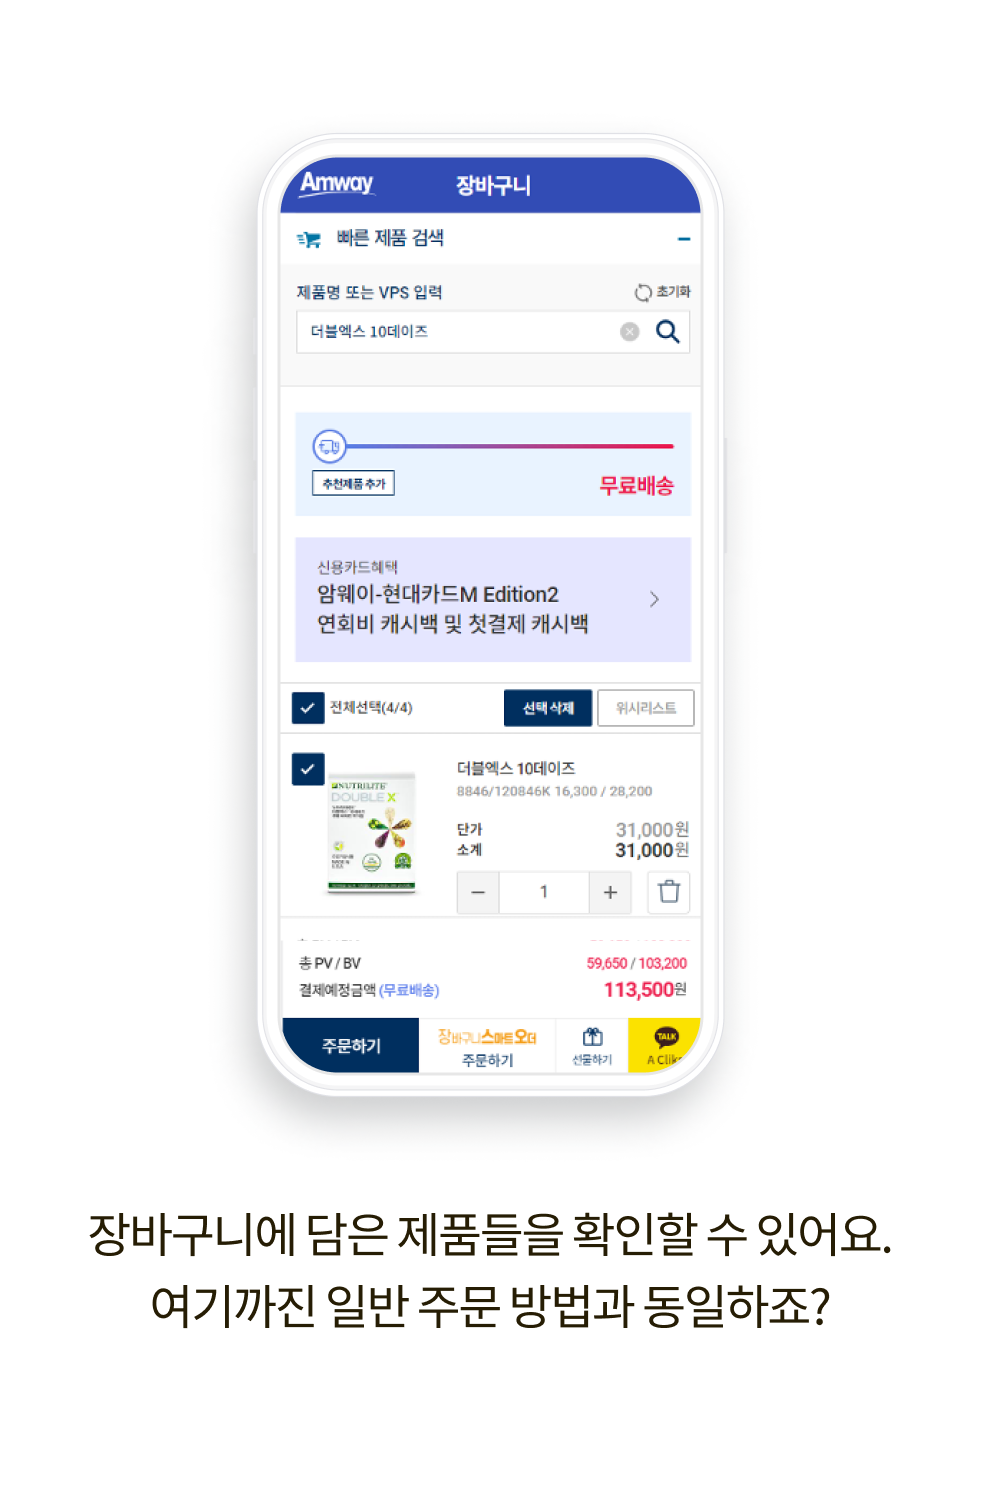 Amway
장바구니
빠른 제품 검색
제품명 또는 VPS 입력
초기화
더블엑스 10데이즈
추천제품 추가
무료배송
신용카드혜택
암웨이-현대카드M Edition2
연회비 캐시백 및 첫결제 캐시백
전체선택(4/4)
선택 삭제
위시리스트
NUTRILITE
DOUBLE X
더블엑스 10데이즈
8846/120846K 16,300 / 28,200
단가 31,000원
소계 31,000원
1
총 PV / BV 59,650 / 103,200
결제예정금액 (무료배송) 113,500원
주문하기
장바구니스마트오더
주문하기
선물하기
TALK
A Clik
장바구니에 담은 제품들을 확인할 수 있어요.
여기까진 일반 주문 방법과 동일하죠?